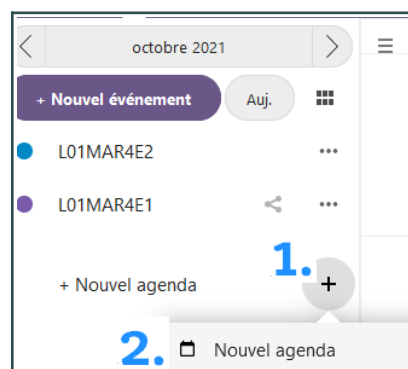 octobre 2021
+ Nouvel événement Auj.
L01MAR4E2
L01MAR4E1
1.
+ Nouvel agenda +
2. Nouvel agenda